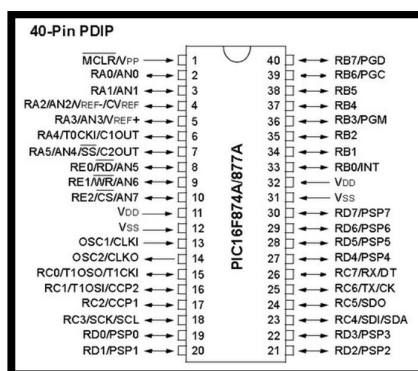 40-Pin PDIP
MCLR/VPP 1 40 RB7/PGD
RA0/AN0 2 39 RB6/PGC
RA1/AN1 3 38 RB5
RA2/AN2/VREF-/CVREF 4 37 RB4
RA3/AN3/VREF+ 5 36 RB3/PGM
RA4/T0CKI/C1OUT 6 35 RB2
RA5/AN4/SS/C2OUT 7 34 RB1
RE0/RD/AN5 8 33 RB0/INT
RE1/WR/AN6 9 32 VDD
RE2/CS/AN7 10 31 VSS
VDD 11 30 RD7/PSP7
VSS 12 29 RD6/PSP6
OSC1/CLKI 13 28 RD5/PSP5
OSC2/CLKO 14 27 RD4/PSP4
RC0/T1OSO/T1CKI 15 26 RC7/RX/DT
RC1/T1OSI/CCP2 16 25 RC6/TX/CK
RC2/CCP1 17 24 RC5/SDO
RC3/SCK/SCL 18 23 RC4/SDI/SDA
RD0/PSP0 19 22 RD3/PSP3
RD1/PSP1 20 21 RD2/PSP2
PIC16F874A/877A